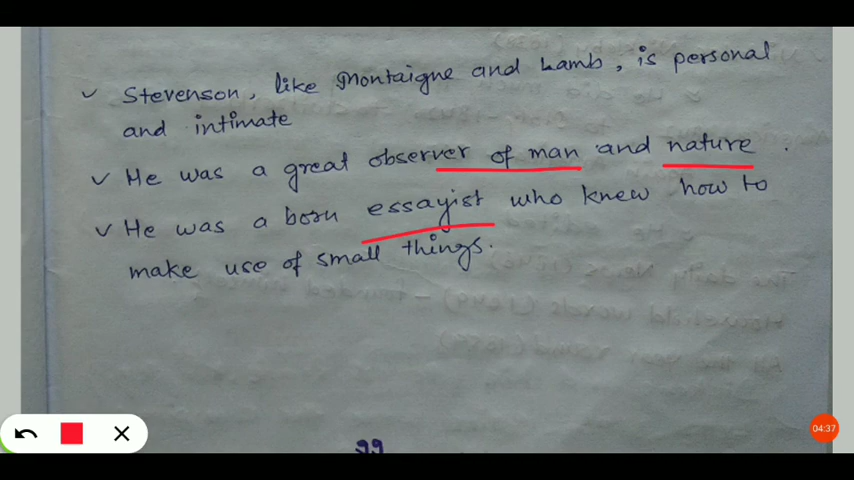 ✓ Stevenson, like Montaigne and Lamb, is personal
and intimate
✓ He was a great observer of man and nature.
✓ He was a born essayist who knew how to
make use of small things.
04:37